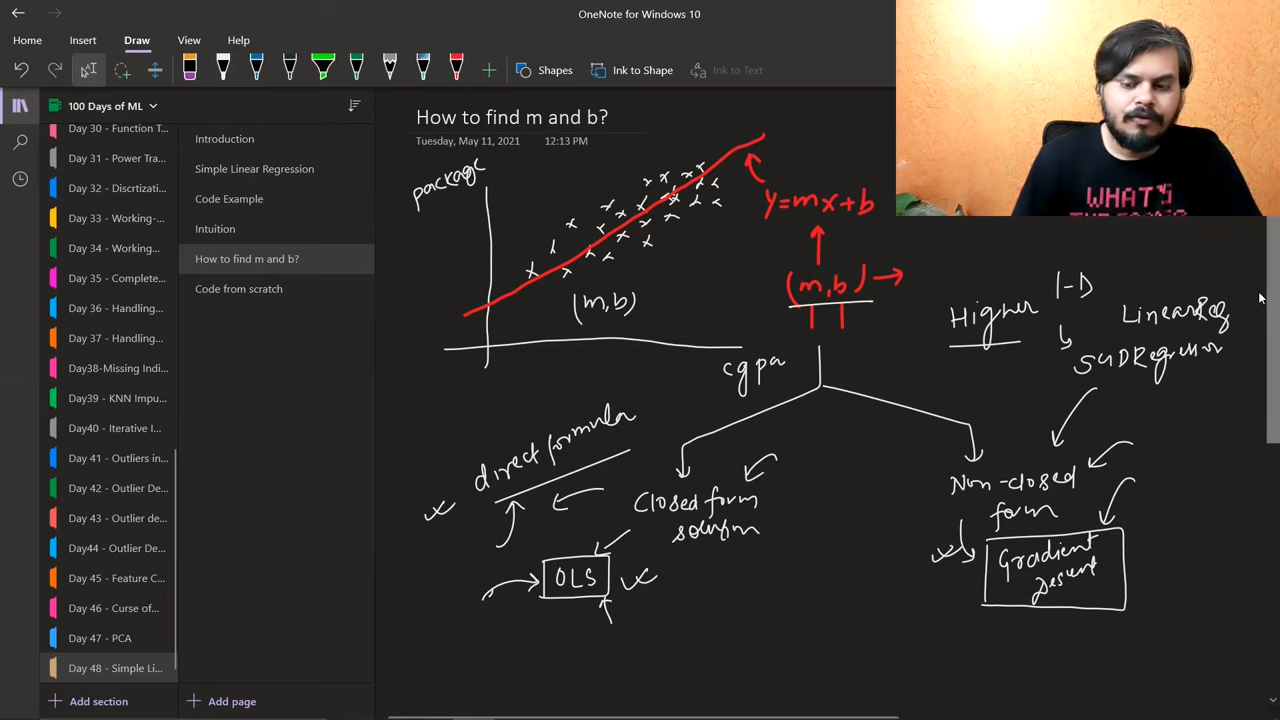 OneNote for Windows 10
Home
Insert
Draw
View
Help
Shapes
Ink to Shape
Ink to Text
100 Days of ML
Day 30 - Function T...
Day 31 - Power Tra...
Day 32 - Discrtizati...
Day 33 - Working-...
Day 34 - Working...
Day 35 - Complete...
Day 36 - Handling...
Day 37 - Handling...
Day38-Missing Indi...
Day39 - KNN Impu...
Day40 - Iterative I...
Day 41 - Outliers in...
Day 42 - Outlier De...
Day 43 - Outlier de...
Day44 - Outlier De...
Day 45 - Feature C...
Day 46 - Curse of...
Day 47 - PCA
Day 48 - Simple Li...
Add section
Introduction
Simple Linear Regression
Code Example
Intuition
How to find m and b?
Code from scratch
Add page
How to find m and b?
Tuesday, May 11, 2021 12:13 PM
package
y=mx+b
(m,b)
(m,b)
cgpa
Higher
1-D
LinearReg
SGDRegressor
direct formula
Closed form
solution
OLS
Non-closed
form
Gradient
Descent
WHAT'S